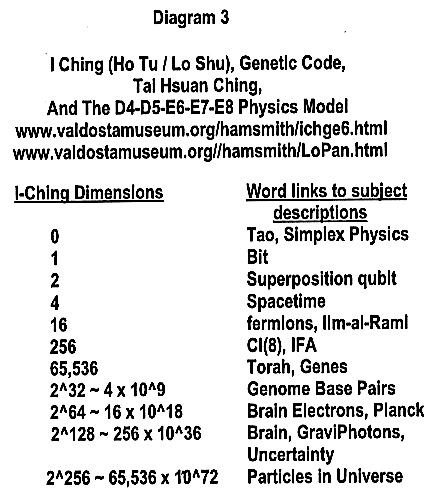 Diagram 3
I Ching (Ho Tu / Lo Shu), Genetic Code,
Tai Hsuan Ching,
And The D4-D5-E6-E7-E8 Physics Model
www.valdostamuseum.org/hamsmith/ichge6.html
www.valdostamuseum.org//hamsmith/LoPan.html
I-Ching Dimensions Word links to subject
descriptions
0 Tao, Simplex Physics
1 Bit
2 Superposition qubit
4 Spacetime
16 fermions, Ilm-al-Raml
256 Cl(8), IFA
65,536 Torah, Genes
2^32 ~ 4 x 10^9 Genome Base Pairs
2^64 ~ 16 x 10^18 Brain Electrons, Planck
2^128 ~ 256 x 10^36 Brain, GraviPhotons,
Uncertainty
2^256 ~ 65,536 x 10^72 Particles in Universe